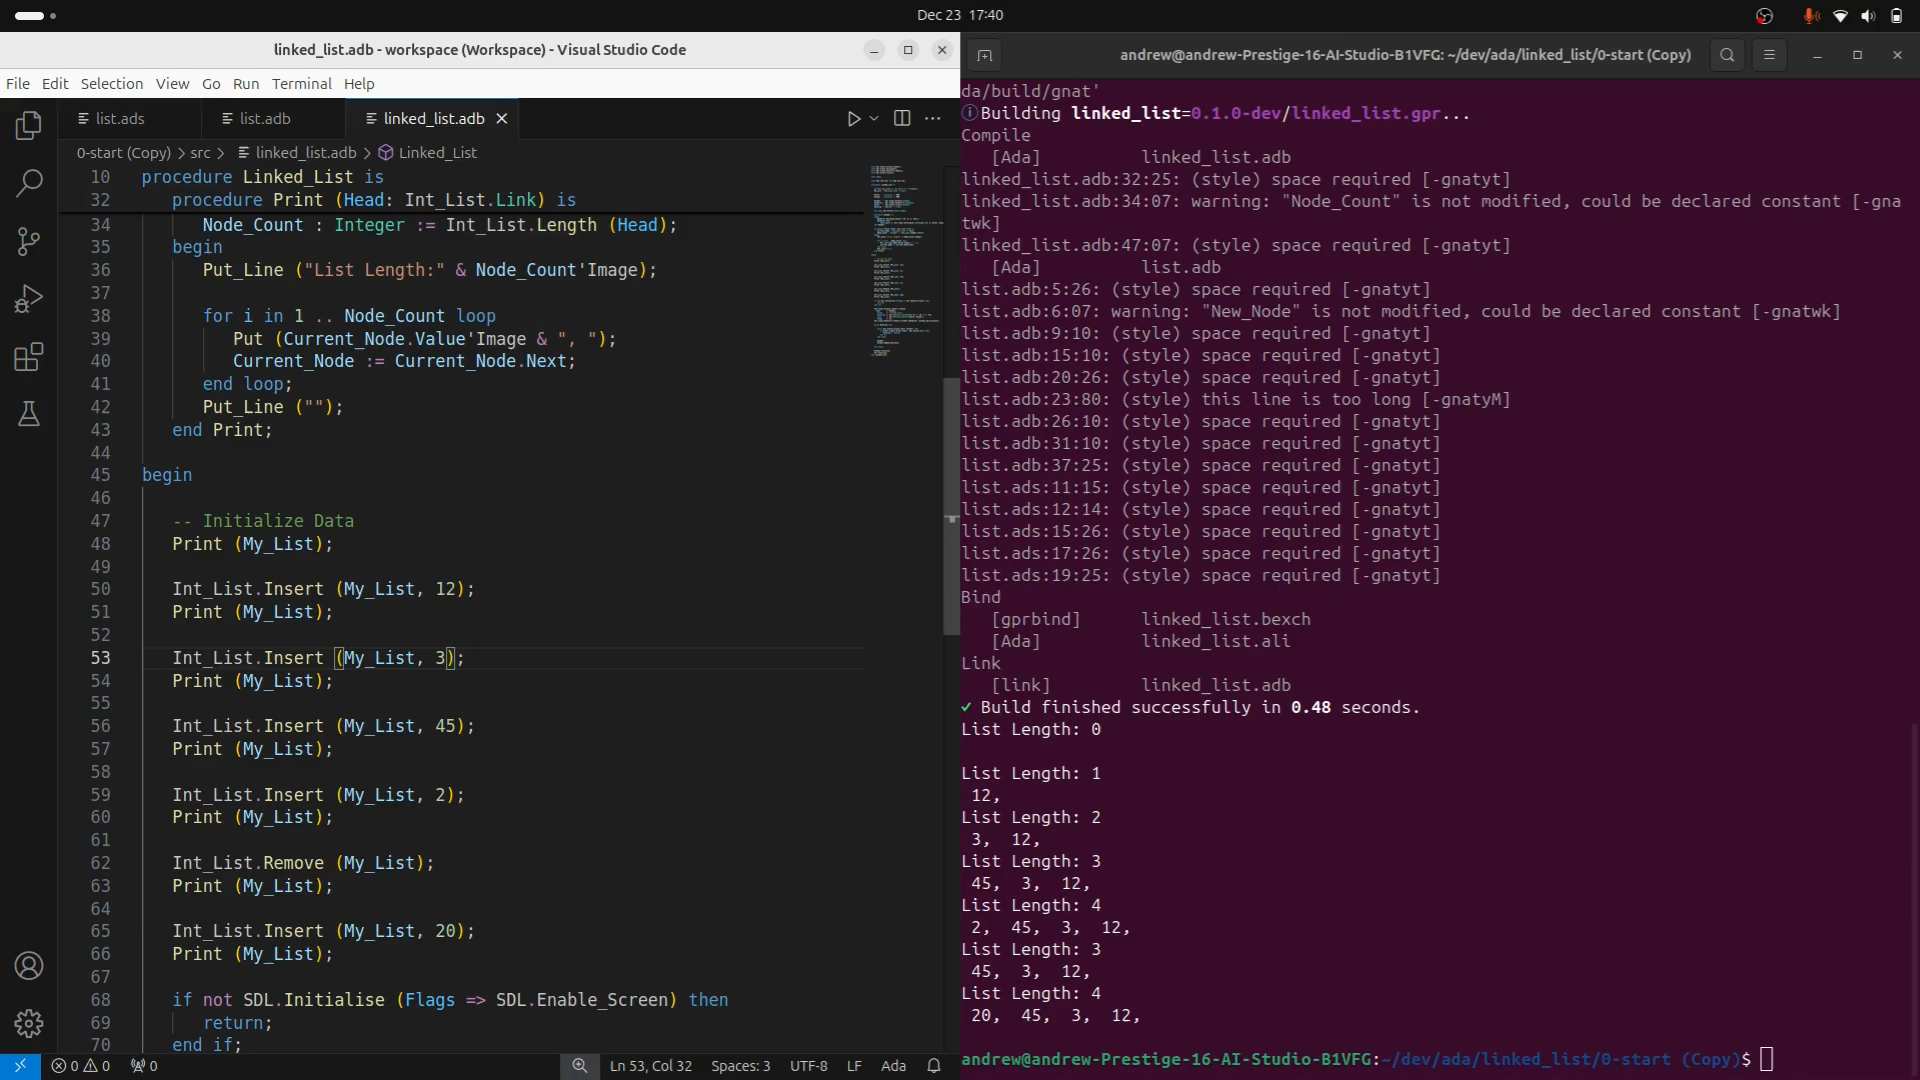 Dec 23 17:40
linked_list.adb - workspace (Workspace) - Visual Studio Code
File Edit Selection View Go Run Terminal Help
list.ads list.adb linked_list.adb
0-start (Copy) > src > linked_list.adb > Linked_List
10 procedure Linked_List is
32 procedure Print (Head: Int_List.Link) is
34 Node_Count : Integer := Int_List.Length (Head);
35 begin
36 Put_Line ("List Length:" & Node_Count'Image);
37
38 for i in 1 .. Node_Count loop
39 Put (Current_Node.Value'Image & ", ");
40 Current_Node := Current_Node.Next;
41 end loop;
42 Put_Line ("");
43 end Print;
44
45 begin
46
47 -- Initialize Data
48 Print (My_List);
49
50 Int_List.Insert (My_List, 12);
51 Print (My_List);
52
53 Int_List.Insert (My_List, 3);
54 Print (My_List);
55
56 Int_List.Insert (My_List, 45);
57 Print (My_List);
58
59 Int_List.Insert (My_List, 2);
60 Print (My_List);
61
62 Int_List.Remove (My_List);
63 Print (My_List);
64
65 Int_List.Insert (My_List, 20);
66 Print (My_List);
67
68 if not SDL.Initialise (Flags => SDL.Enable_Screen) then
69 return;
70 end if;
0 0 0 Ln 53, Col 32 Spaces: 3 UTF-8 LF Ada
andrew@andrew-Prestige-16-AI-Studio-B1VFG: ~/dev/ada/linked_list/0-start (Copy)
da/build/gnat'
Building linked_list=0.1.0-dev/linked_list.gpr...
Compile
[Ada] linked_list.adb
linked_list.adb:32:25: (style) space required [-gnatyt]
linked_list.adb:34:07: warning: "Node_Count" is not modified, could be declared constant [-gna
twk]
linked_list.adb:47:07: (style) space required [-gnatyt]
[Ada] list.adb
list.adb:5:26: (style) space required [-gnatyt]
list.adb:6:07: warning: "New_Node" is not modified, could be declared constant [-gnatwk]
list.adb:9:10: (style) space required [-gnatyt]
list.adb:15:10: (style) space required [-gnatyt]
list.adb:20:26: (style) space required [-gnatyt]
list.adb:23:80: (style) this line is too long [-gnatyM]
list.adb:26:10: (style) space required [-gnatyt]
list.adb:31:10: (style) space required [-gnatyt]
list.adb:37:25: (style) space required [-gnatyt]
list.ads:11:15: (style) space required [-gnatyt]
list.ads:12:14: (style) space required [-gnatyt]
list.ads:15:26: (style) space required [-gnatyt]
list.ads:17:26: (style) space required [-gnatyt]
list.ads:19:25: (style) space required [-gnatyt]
Bind
[gprbind] linked_list.bexch
[Ada] linked_list.ali
Link
[link] linked_list.adb
✓ Build finished successfully in 0.48 seconds.
List Length: 0

List Length: 1
12,
List Length: 2
3, 12,
List Length: 3
45, 3, 12,
List Length: 4
2, 45, 3, 12,
List Length: 3
45, 3, 12,
List Length: 4
20, 45, 3, 12,
andrew@andrew-Prestige-16-AI-Studio-B1VFG:~/dev/ada/linked_list/0-start (Copy)$